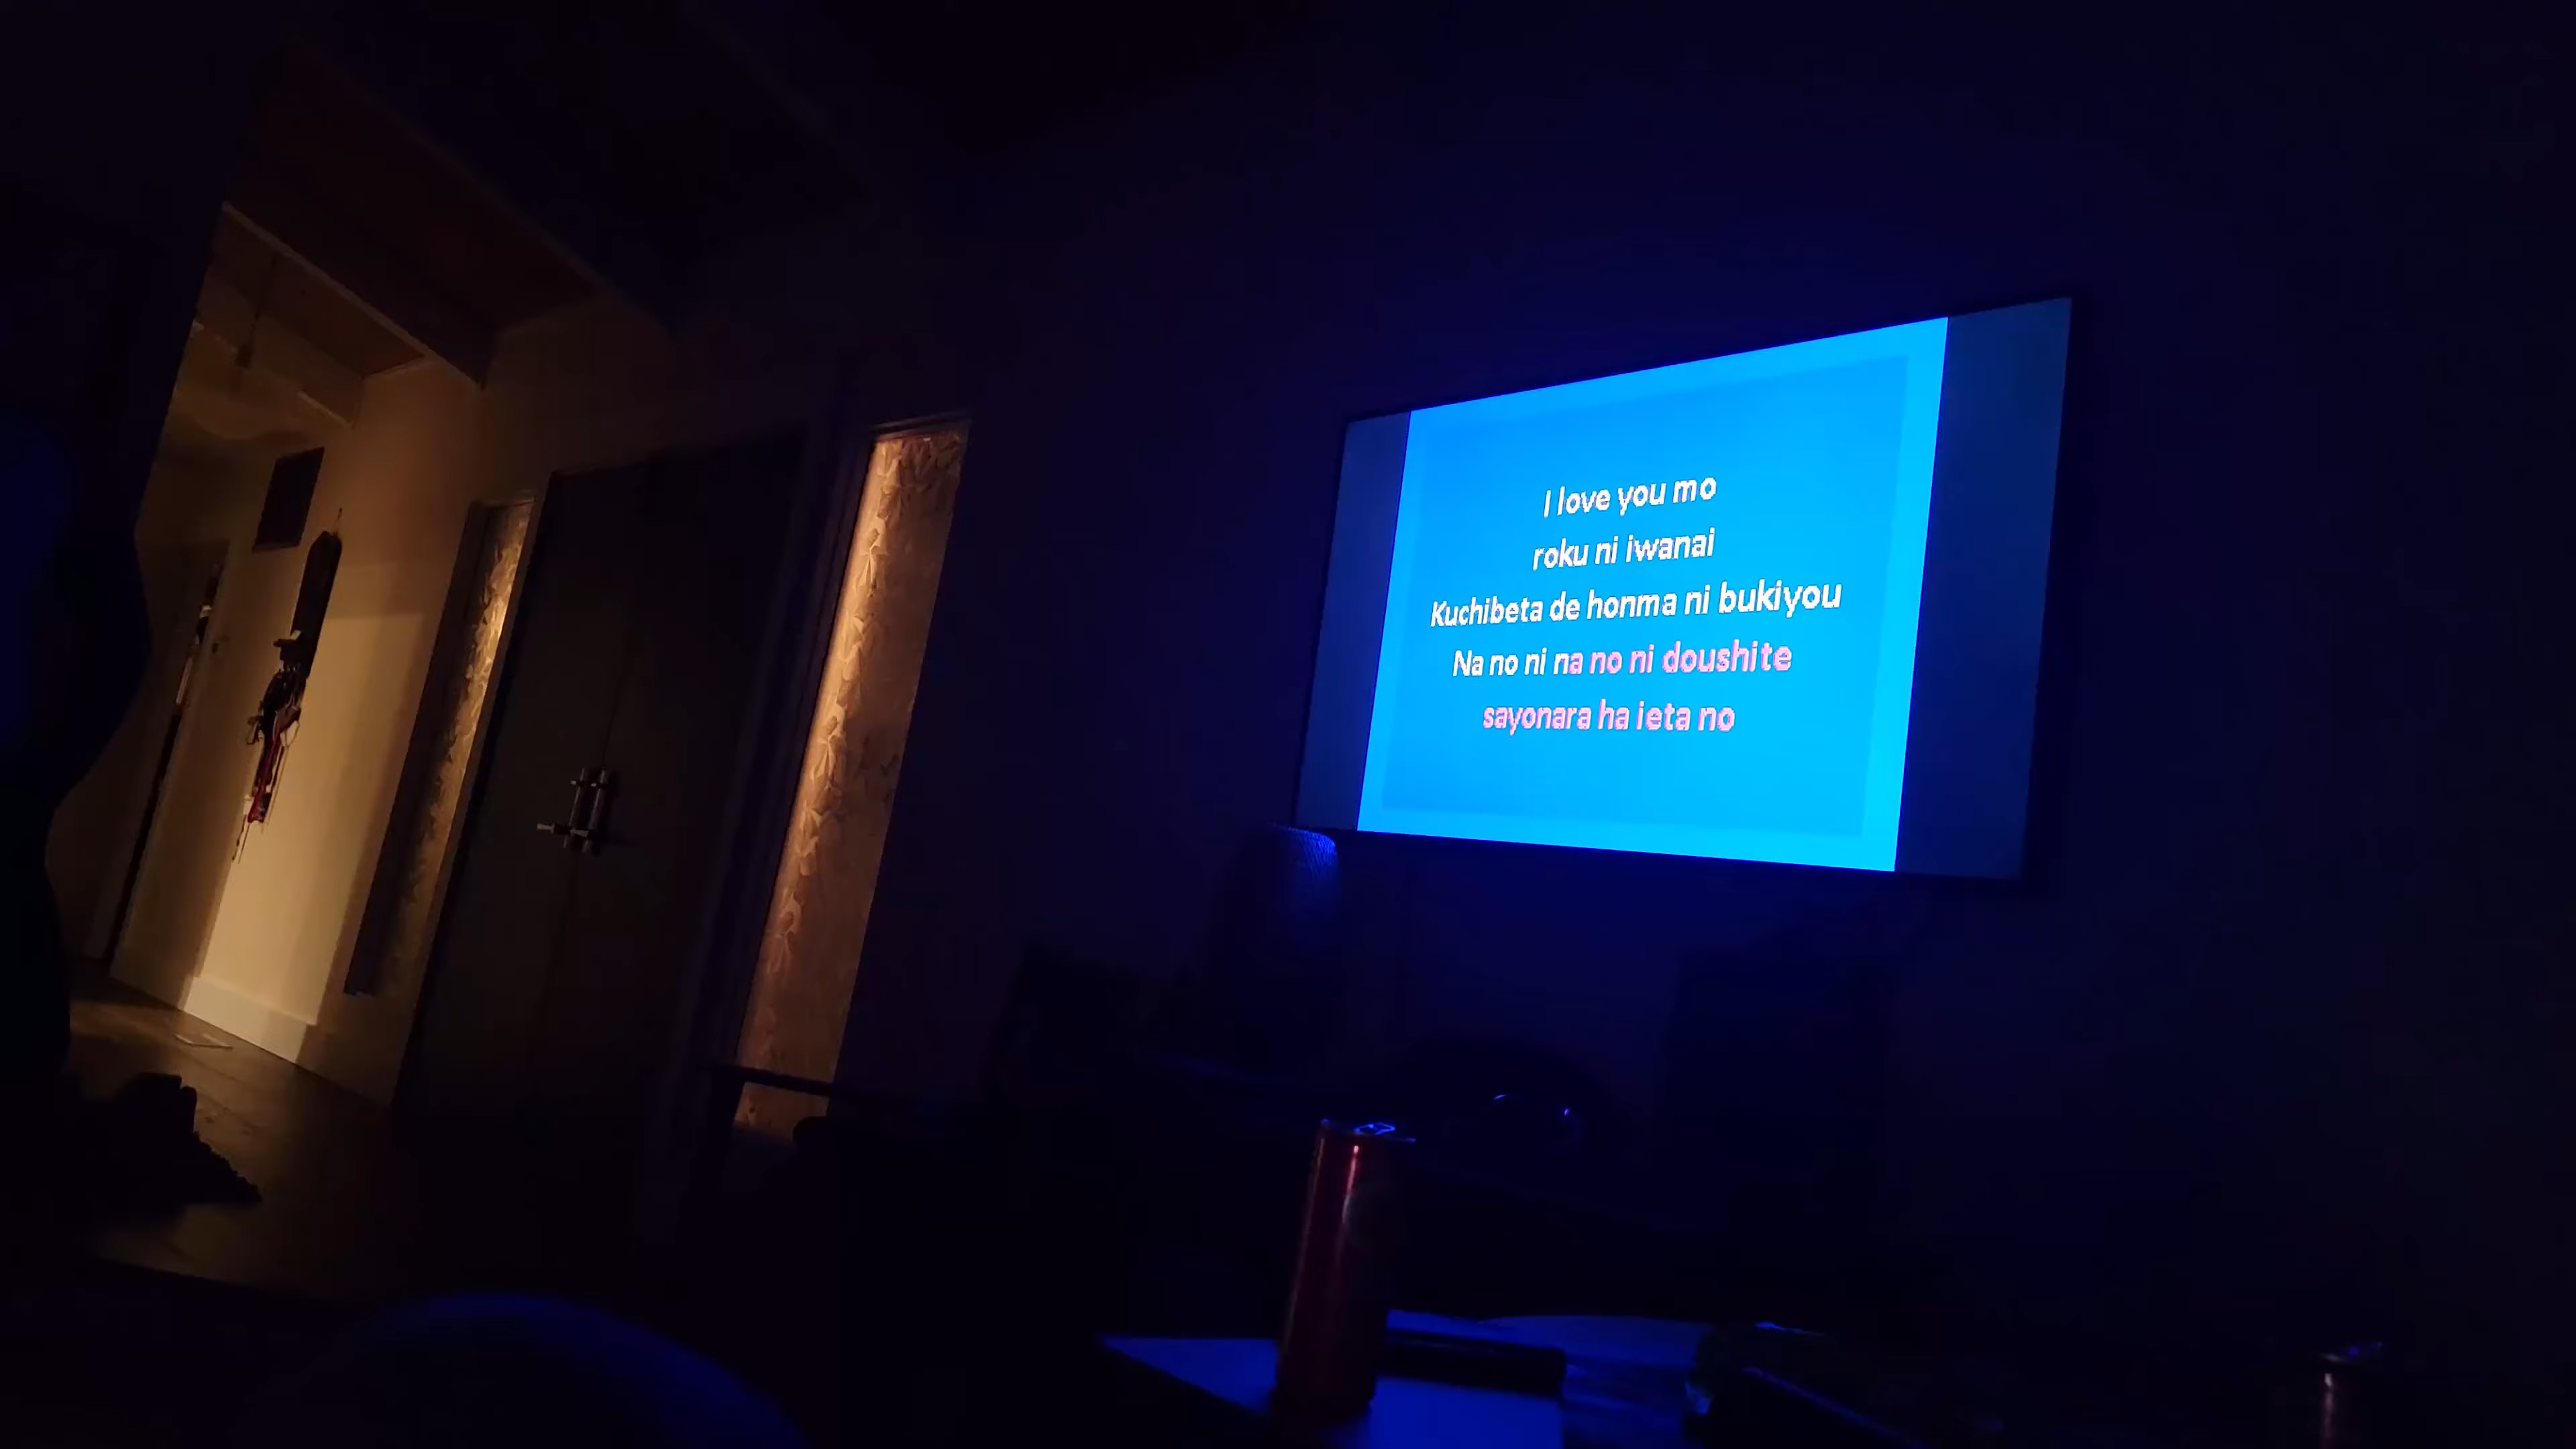 I love you mo
roku ni iwanai
Kuchibeta de honma ni bukiyou
Na no ni na no ni doushite
sayonara ha ieta no